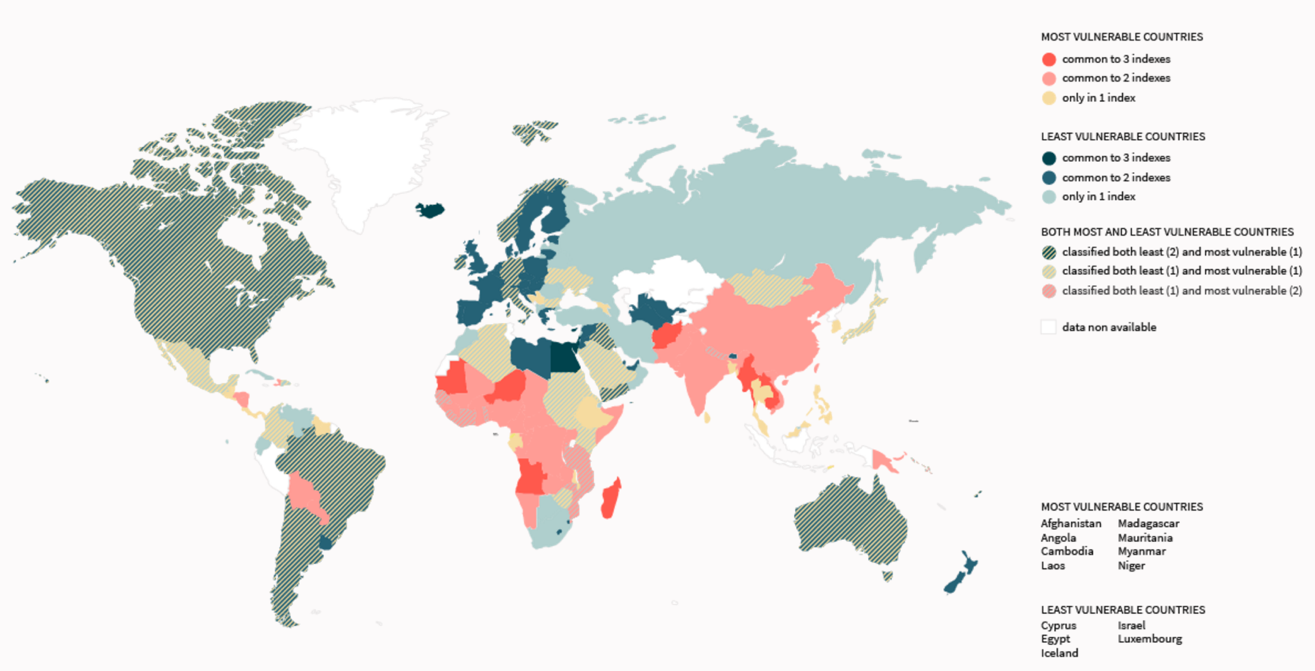 MOST VULNERABLE COUNTRIES
common to 3 indexes
common to 2 indexes
only in 1 index
LEAST VULNERABLE COUNTRIES
common to 3 indexes
common to 2 indexes
only in 1 index
BOTH MOST AND LEAST VULNERABLE COUNTRIES
classified both least (2) and most vulnerable (1)
classified both least (1) and most vulnerable (1)
classified both least (1) and most vulnerable (2)
data non available
MOST VULNERABLE COUNTRIES
Afghanistan Madagascar
Angola Mauritania
Cambodia Myanmar
Laos Niger
LEAST VULNERABLE COUNTRIES
Cyprus Israel
Egypt Luxembourg
Iceland